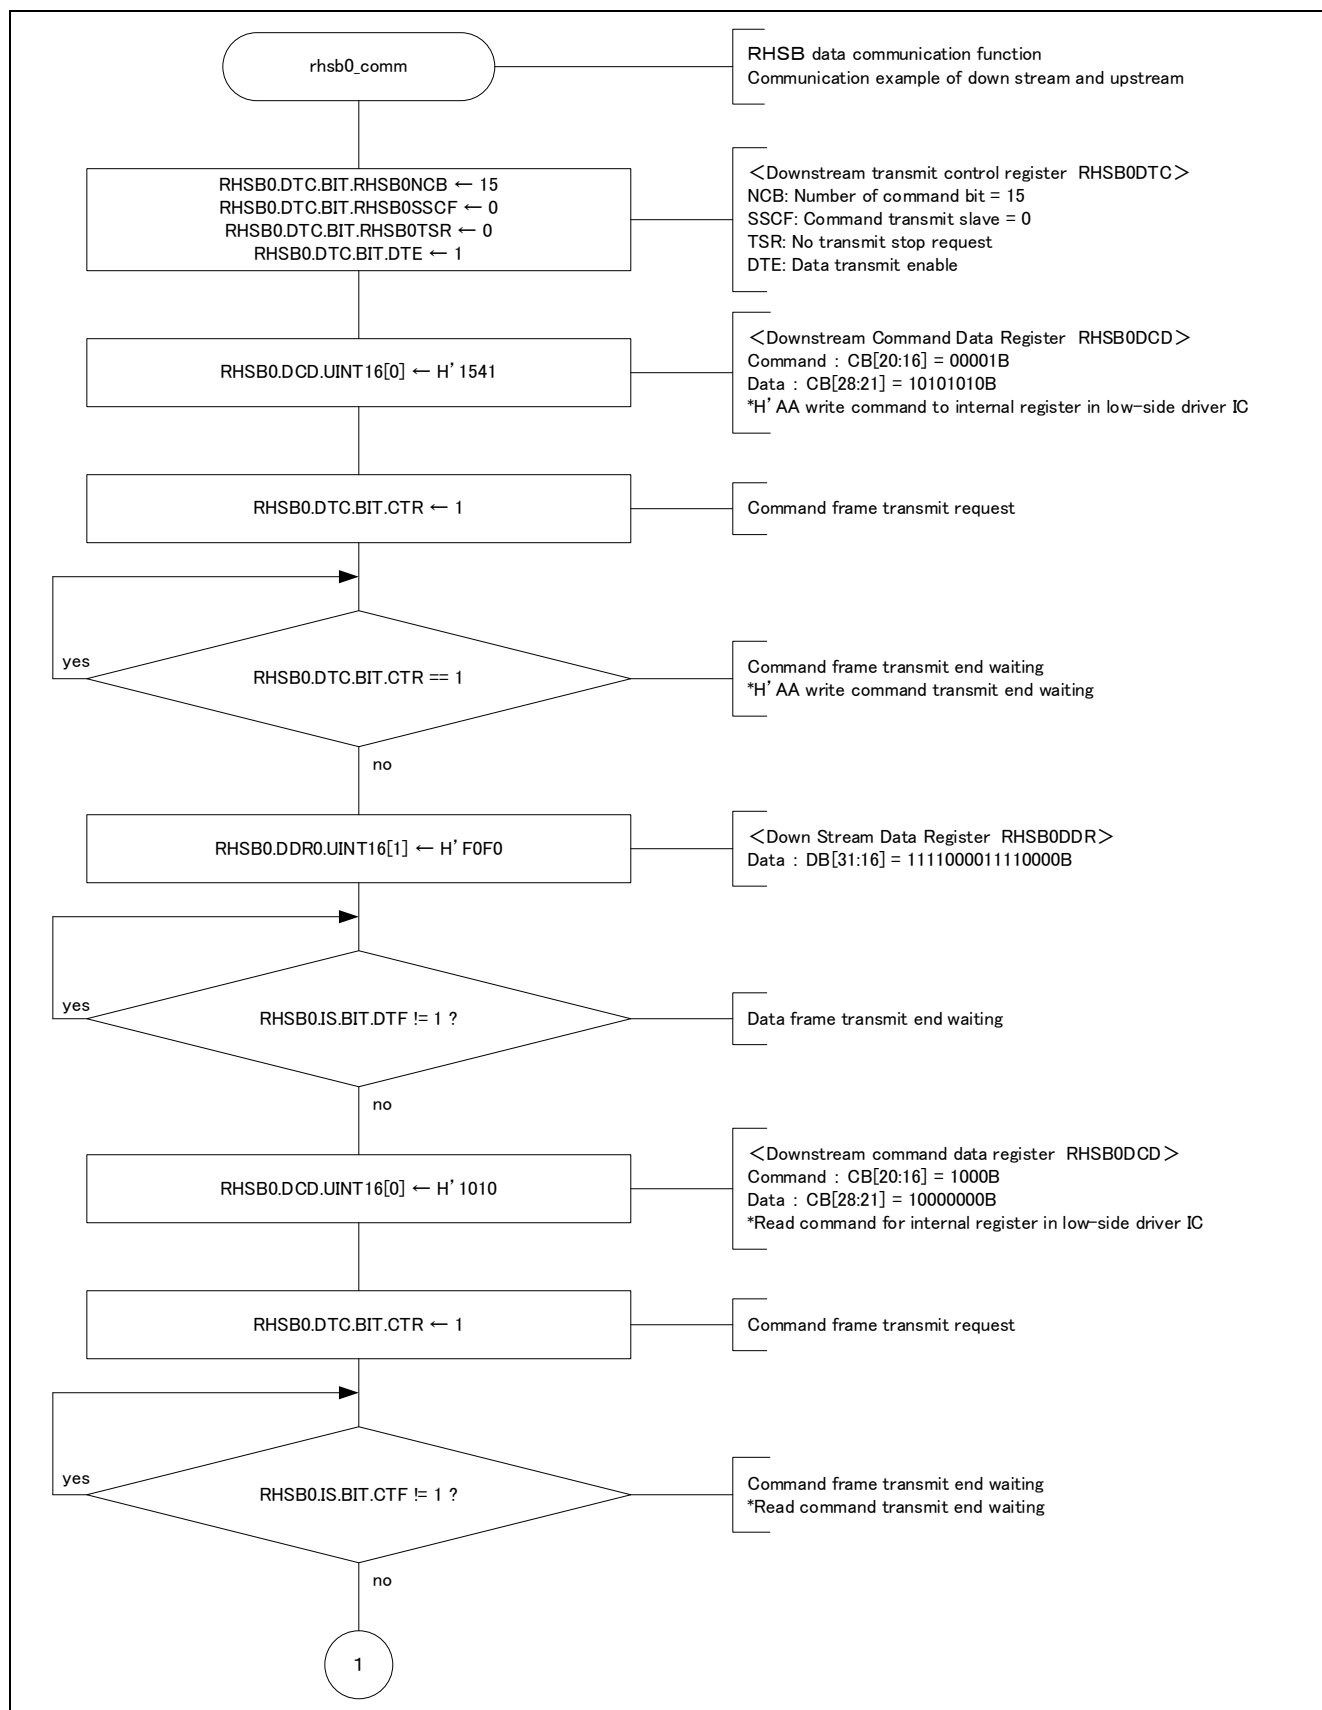 rhsb0_comm
RHSB data communication function
Communication example of down stream and upstream
RHSB0.DTC.BIT.RHSB0NCB ← 15
RHSB0.DTC.BIT.RHSB0SSCF ← 0
RHSB0.DTC.BIT.RHSB0TSR ← 0
RHSB0.DTC.BIT.DTE ← 1
<Downstream transmit control register RHSB0DTC>
NCB: Number of command bit = 15
SSCF: Command transmit slave = 0
TSR: No transmit stop request
DTE: Data transmit enable
RHSB0.DCD.UINT16[0] ← H'1541
<Downstream Command Data Register RHSB0DCD>
Command : CB[20:16] = 00001B
Data : CB[28:21] = 10101010B
*H'AA write command to internal register in low-side driver IC
RHSB0.DTC.BIT.CTR ← 1
Command frame transmit request
yes
RHSB0.DTC.BIT.CTR == 1
Command frame transmit end waiting
*H'AA write command transmit end waiting
no
RHSB0.DDR0.UINT16[1] ← H'F0F0
<Down Stream Data Register RHSB0DDR>
Data : DB[31:16] = 1111000011110000B
yes
RHSB0.IS.BIT.DTF != 1 ?
Data frame transmit end waiting
no
RHSB0.DCD.UINT16[0] ← H'1010
<Downstream command data register RHSB0DCD>
Command : CB[20:16] = 1000B
Data : CB[28:21] = 10000000B
*Read command for internal register in low-side driver IC
RHSB0.DTC.BIT.CTR ← 1
Command frame transmit request
yes
RHSB0.IS.BIT.CTF != 1 ?
Command frame transmit end waiting
*Read command transmit end waiting
no
1